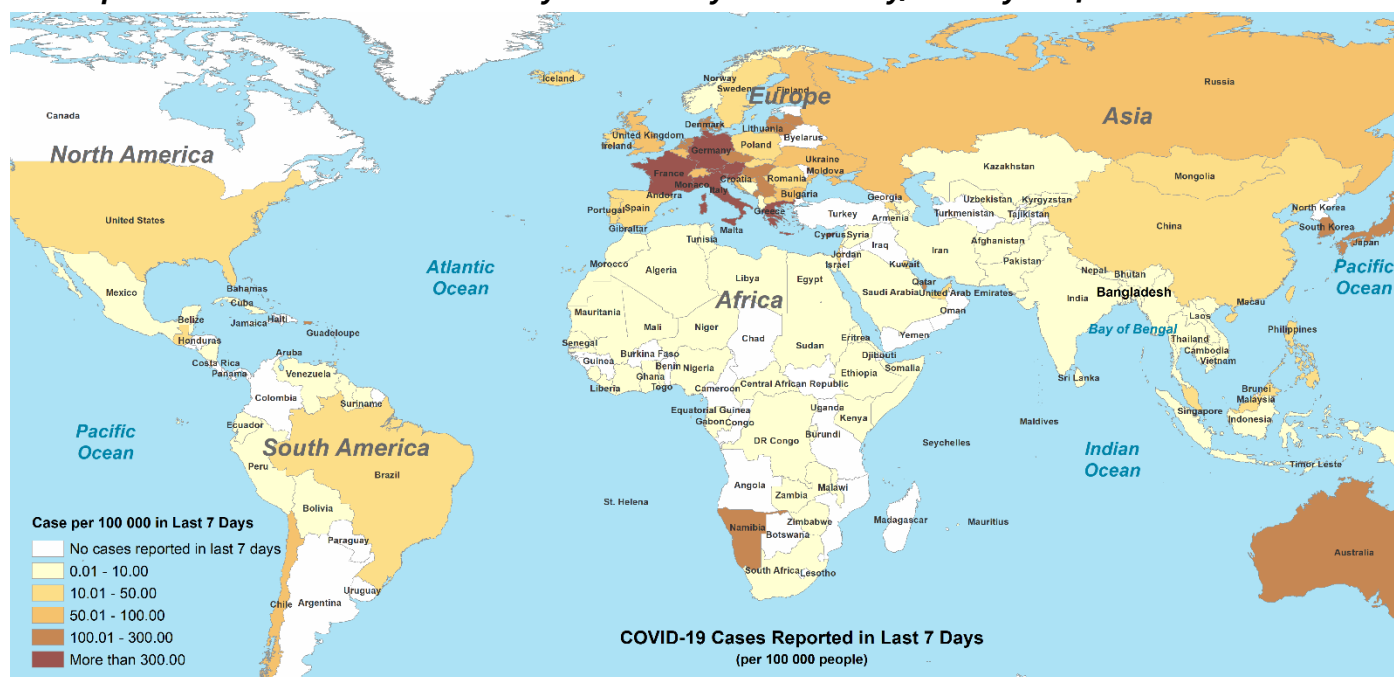 Canada
North America
United States
Mexico
Bahamas
Cuba
Belize
Jamaica
Haiti
Honduras
Guadeloupe
Costa Rica
Aruba
Panama
Venezuela
Colombia
Suriname
Ecuador
South America
Peru
Brazil
Bolivia
Paraguay
Uruguay
Chile
Argentina
Pacific
Ocean
Atlantic
Ocean
Iceland
Norway
Sweden
Finland
Europe
Russia
Asia
Denmark
Lithuania
United Kingdom
Ireland
Byelarus
Germany
Poland
Ukraine
Moldova
France
Croatia
Romania
Monaco
Italy
Bulgaria
Andorra
Portugal
Spain
Greece
Gibraltar
Malta
Georgia
Armenia
Turkey
Kazakhstan
Mongolia
Uzbekistan
Kyrgyzstan
Turkmenistan
Tajikistan
North Korea
South Korea
Japan
China
Cyprus
Syria
Iraq
Iran
Afghanistan
Jordan
Israel
Kuwait
Pakistan
Nepal
Bhutan
Qatar
Saudi Arabia
United Arab Emirates
India
Bangladesh
Oman
Yemen
Macau
Laos
Bay of Bengal
Thailand
Cambodia
Vietnam
Philippines
Pacific
Ocean
Sri Lanka
Brunei
Malaysia
Singapore
Indonesia
Maldives
Timor Leste
Indian
Ocean
Seychelles
Mauritius
Australia
Tunisia
Morocco
Algeria
Libya
Egypt
Africa
Mauritania
Mali
Niger
Chad
Sudan
Eritrea
Senegal
Burkina Faso
Guinea
Benin
Nigeria
Djibouti
Somalia
Ethiopia
Ghana
Togo
Liberia
Cameroon
Central African Republic
Equatorial Guinea
Gabon
Congo
Uganda
Kenya
DR Congo
Burundi
St. Helena
Angola
Malawi
Zambia
Zimbabwe
Madagascar
Namibia
Botswana
South Africa
Lesotho
Case per 100 000 in Last 7 Days
No cases reported in last 7 days
0.01 - 10.00
10.01 - 50.00
50.01 - 100.00
100.01 - 300.00
More than 300.00
COVID-19 Cases Reported in Last 7 Days
(per 100 000 people)